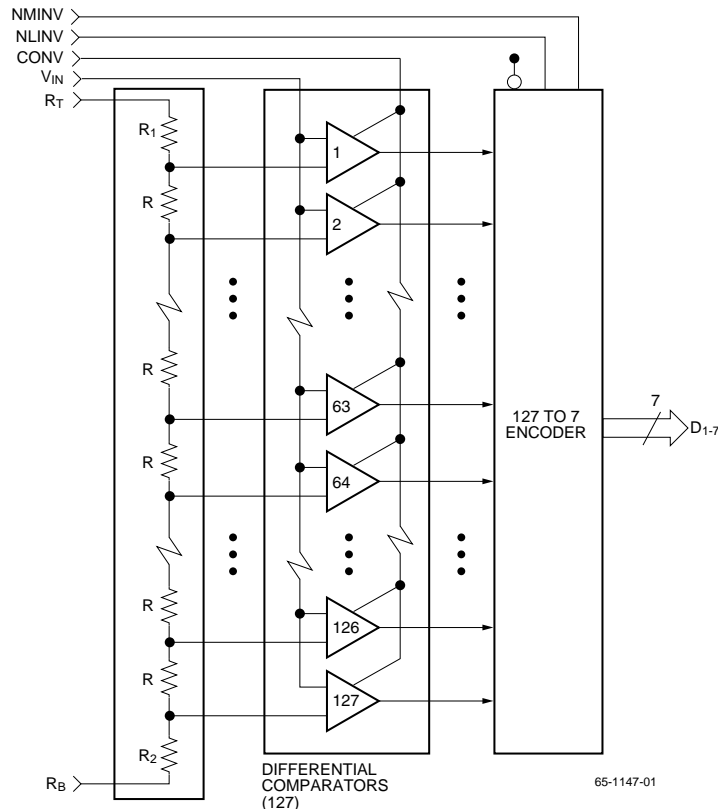 NMINV
NLINV
CONV
VIN
RT
R1
1
R
2
R
63
7
127 TO 7
ENCODER
D1-7
R
64
R
126
R
127
R2
RB
DIFFERENTIAL
COMPARATORS
(127)
65-1147-01